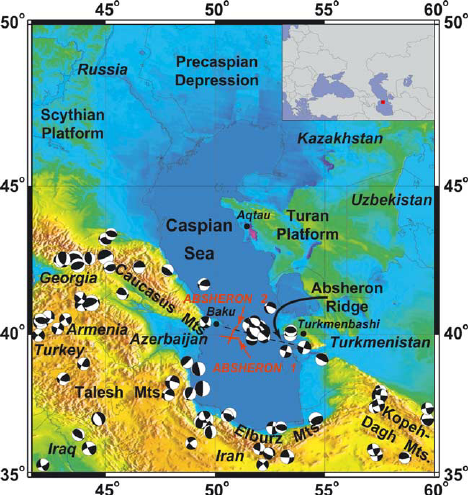 45°
50°
55°
60°
50°
50°
Russia
Precaspian
Depression
Scythian
Platform
Kazakhstan
45°
45°
Uzbekistan
Aqtau
Caspian
Sea
Turan
Platform
Georgia
Caucasus Mts.
ABSHERON 2
Baku
Absheron
Ridge
Turkmenbashi
40°
40°
Armenia
Azerbaijan
Turkmenistan
Turkey
ABSHERON 1
Talesh Mts.
Kopeh-
Dagh Mts.
Elburz Mts.
Iraq
Iran
35°
35°
45°
50°
55°
60°